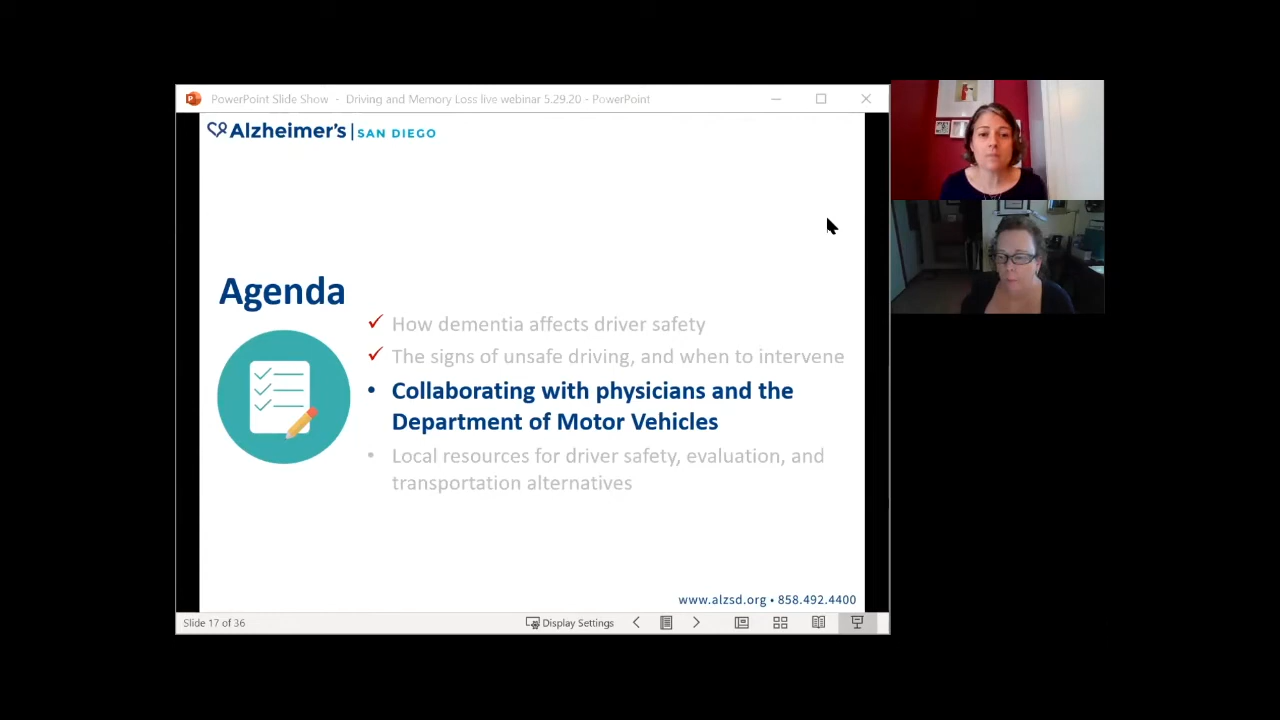 PowerPoint Slide Show - Driving and Memory Loss live webinar 5.29.20 - PowerPoint
Alzheimer's | SAN DIEGO
Agenda
✓ How dementia affects driver safety
✓ The signs of unsafe driving, and when to intervene
• Collaborating with physicians and the
Department of Motor Vehicles
• Local resources for driver safety, evaluation, and
transportation alternatives
www.alzsd.org • 858.492.4400
Slide 17 of 36
Display Settings